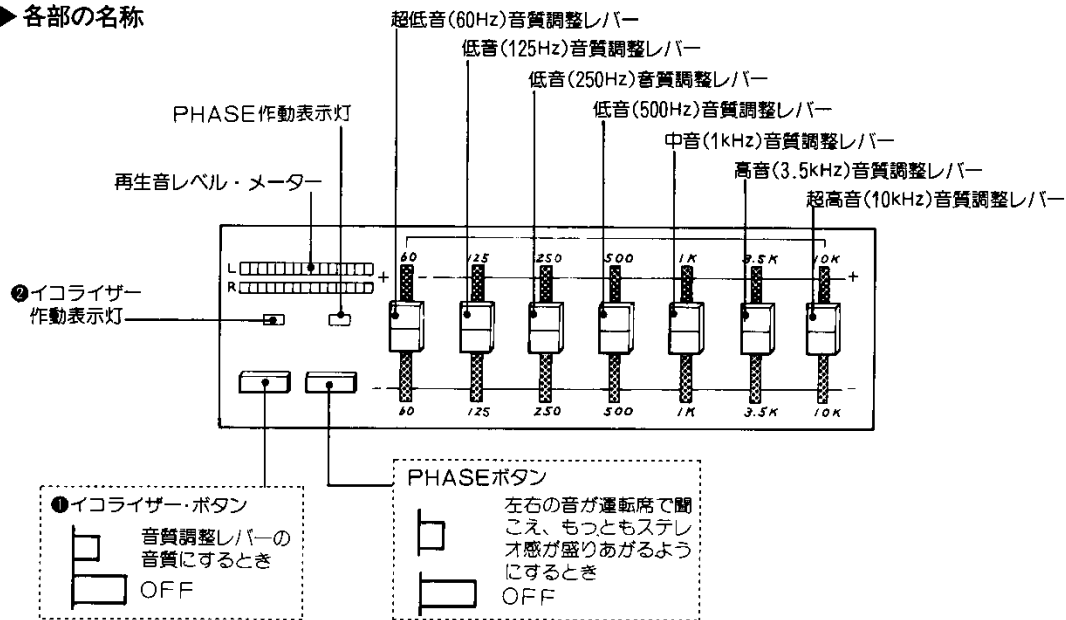 ▶各部の名称
超低音(60Hz)音質調整レバー
低音(125Hz)音質調整レバー
低音(250Hz)音質調整レバー
低音(500Hz)音質調整レバー
中音(1kHz)音質調整レバー
高音(3.5kHz)音質調整レバー
超高音(10kHz)音質調整レバー
PHASE作動表示灯
再生音レベル・メーター
❷イコライザー
作動表示灯
60 125 250 500 1K 3.5K 10K
L + - +
R
- -
60 125 250 500 1K 3.5K 10K
❶イコライザー・ボタン
音質調整レバーの
音質にするとき
OFF
PHASEボタン
左右の音が運転席で聞
こえ、もっともステレ
オ感が盛りあがるよう
にするとき
OFF